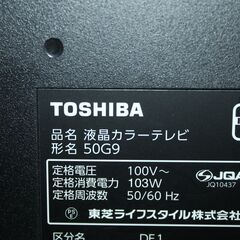 TOSHIBA
品名 液晶カラーテレビ
形名 50G9
定格電圧 100V～
定格消費電力 103W
定格周波数 50/60 Hz
JQA
JQ10437
東芝ライフスタイル株式会社